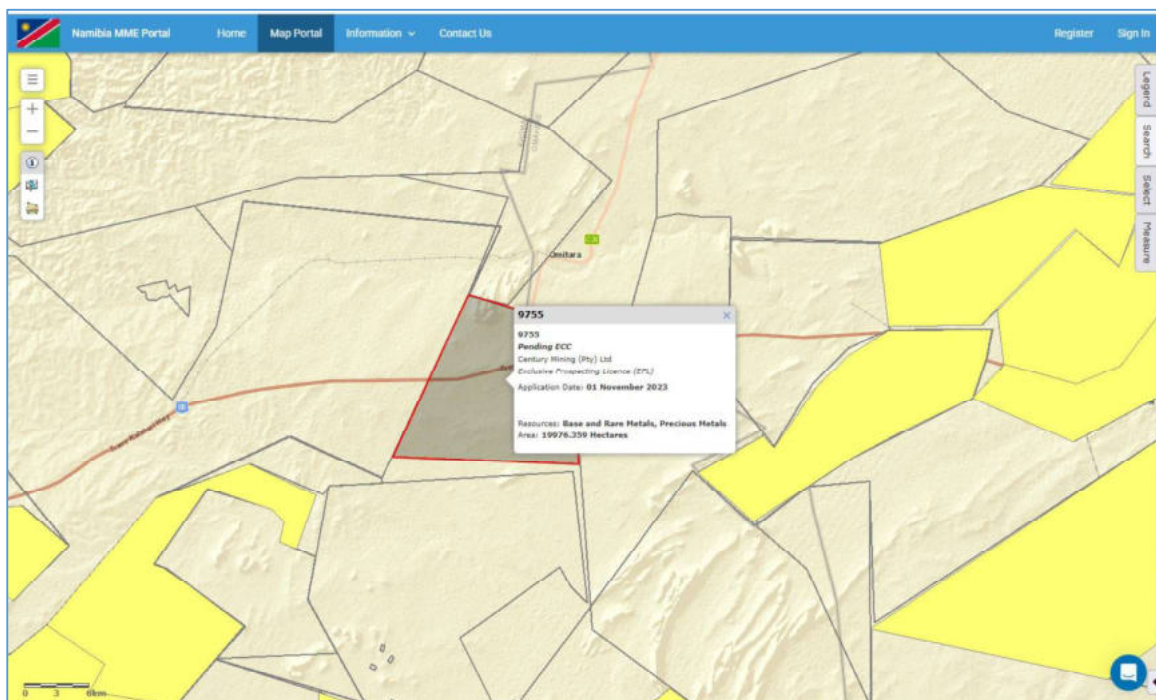 Namibia MME Portal
Home
Map Portal
Information
Contact Us
Register
Sign In
Legend
Search
Select
Measure
Omitara
9755
9755
Pending ECC
Century Mining (Pty) Ltd
Exclusive Prospecting Licence (EPL)
Application Date: 01 November 2023
Resources: Base and Rare Metals, Precious Metals
Area: 19976.359 Hectares
0 3 6km